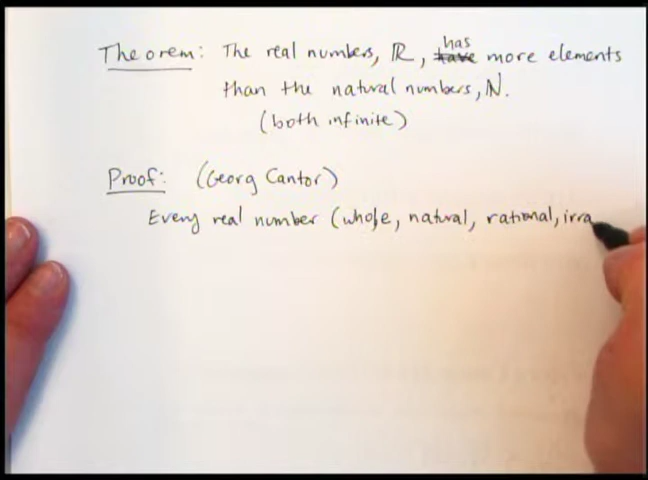 Theorem: The real numbers, ℝ, has more elements
than the natural numbers, ℕ.
(both infinite)
Proof: (Georg Cantor)
Every real number (whole, natural, rational, irra